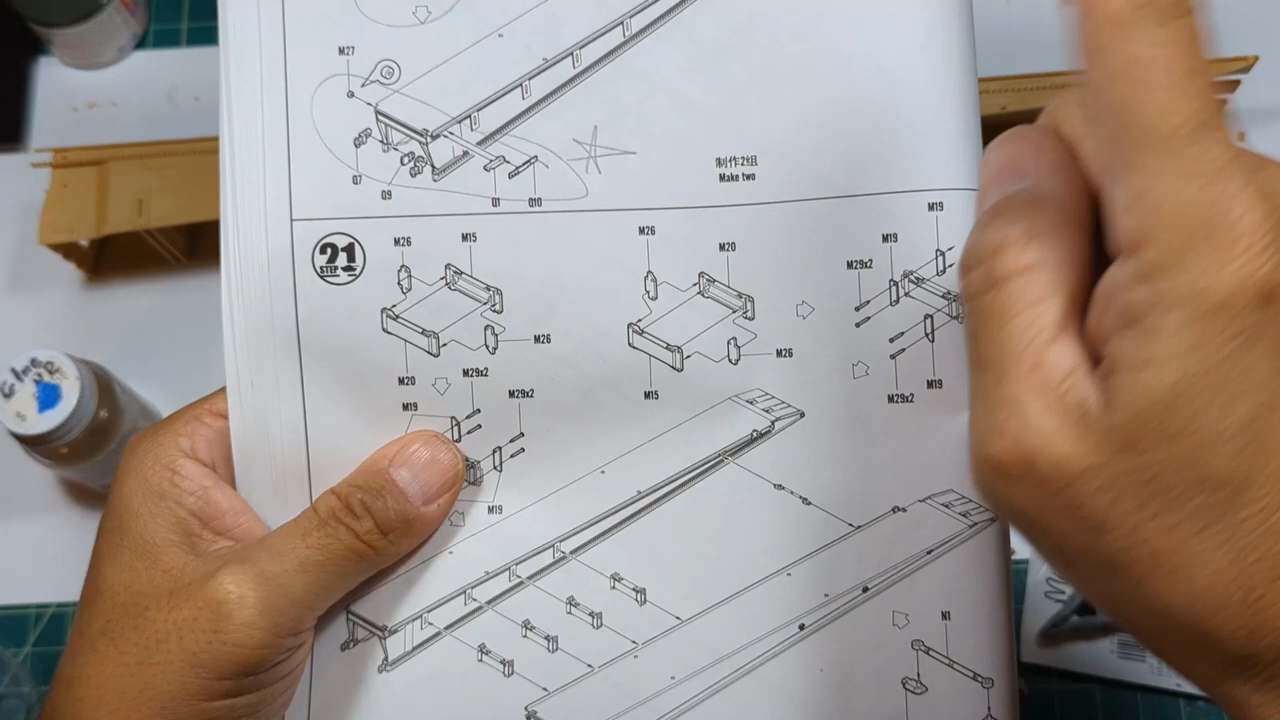 M27
Q7
Q9
Q1
Q10
制作2组
Make two
21
STEP
M26
M15
M20
M26
M26
M20
M15
M26
M19
M19
M29x2
M29x2
M19
M29x2
M29x2
M19
M19
N1
Glue